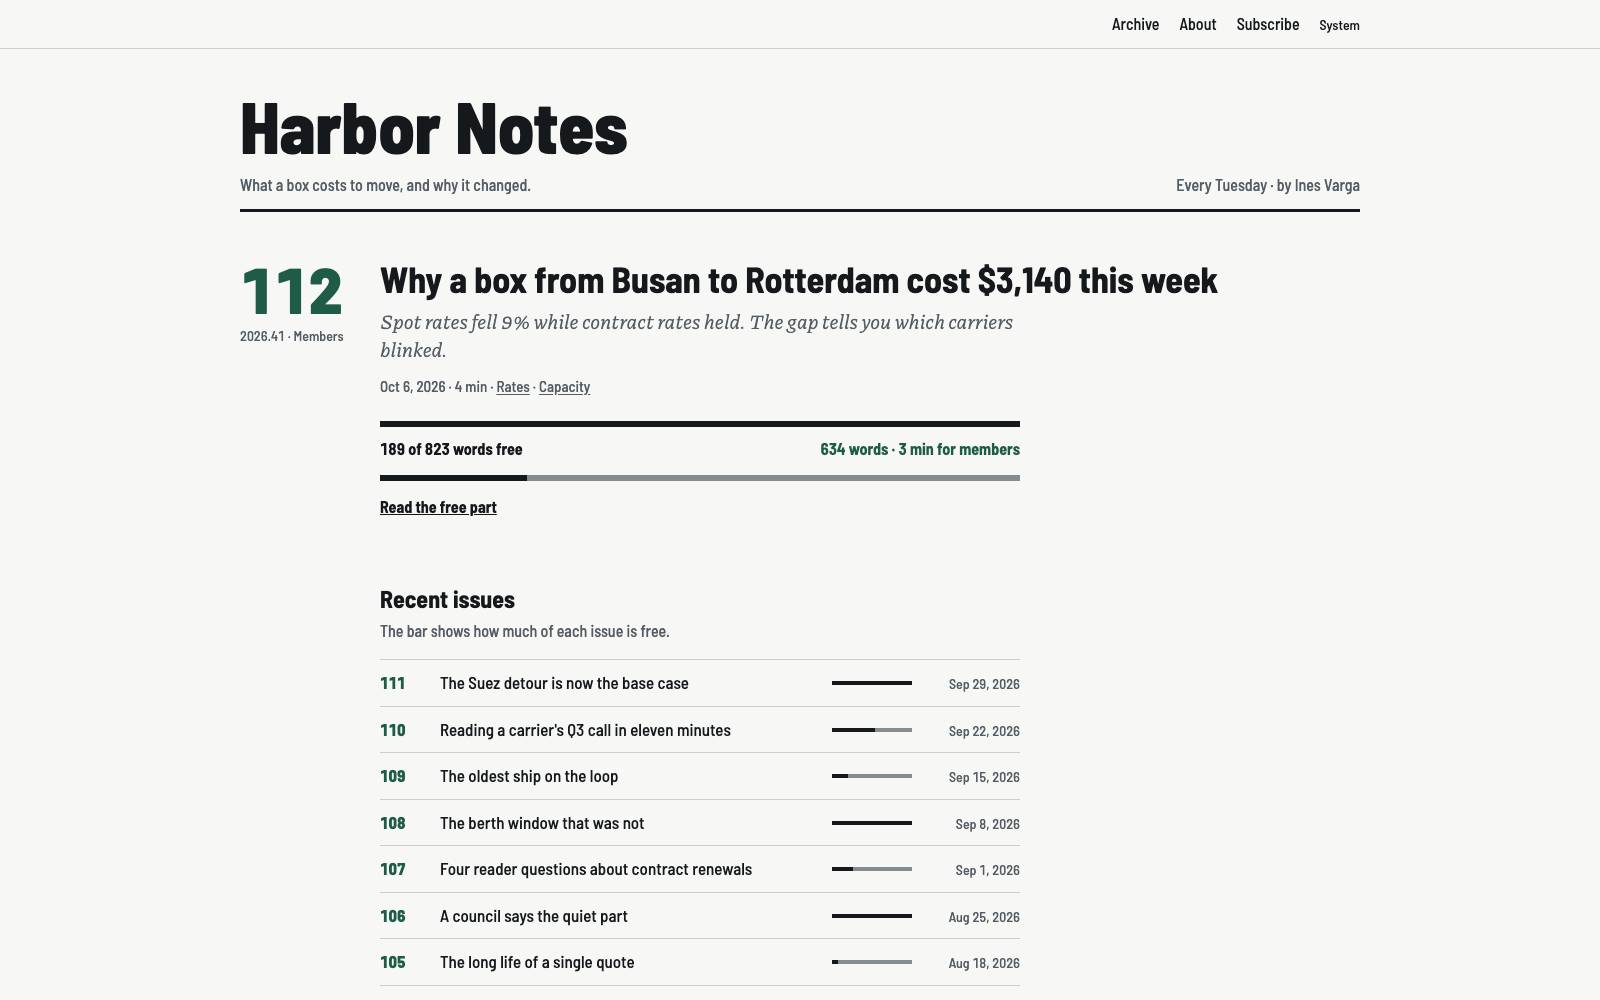 Archive About Subscribe System
Harbor Notes
What a box costs to move, and why it changed.
Every Tuesday · by Ines Varga
112
2026.41 · Members
Why a box from Busan to Rotterdam cost $3,140 this week
Spot rates fell 9% while contract rates held. The gap tells you which carriers
blinked.
Oct 6, 2026 · 4 min · Rates · Capacity
189 of 823 words free
634 words · 3 min for members
Read the free part
Recent issues
The bar shows how much of each issue is free.
111 The Suez detour is now the base case Sep 29, 2026
110 Reading a carrier's Q3 call in eleven minutes Sep 22, 2026
109 The oldest ship on the loop Sep 15, 2026
108 The berth window that was not Sep 8, 2026
107 Four reader questions about contract renewals Sep 1, 2026
106 A council says the quiet part Aug 25, 2026
105 The long life of a single quote Aug 18, 2026